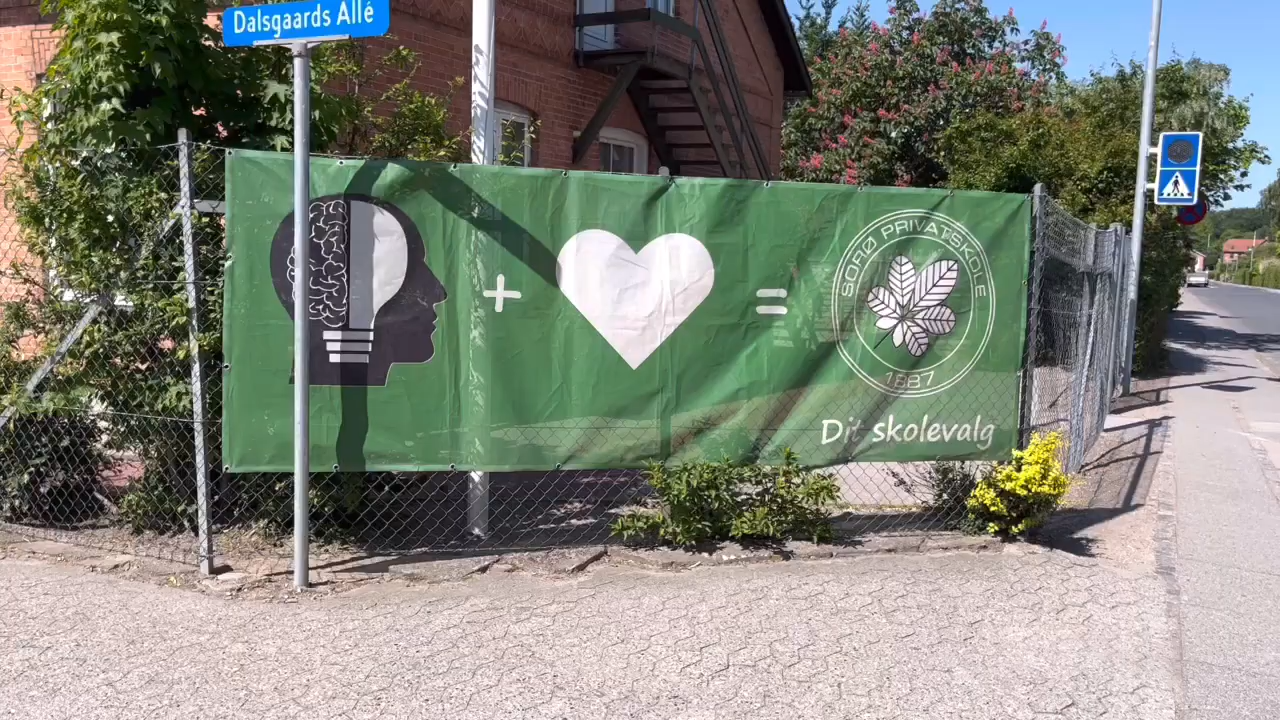 Dalsgaards Allé
+
=
SORØ PRIVATSKOLE
1887
Dit skolevalg